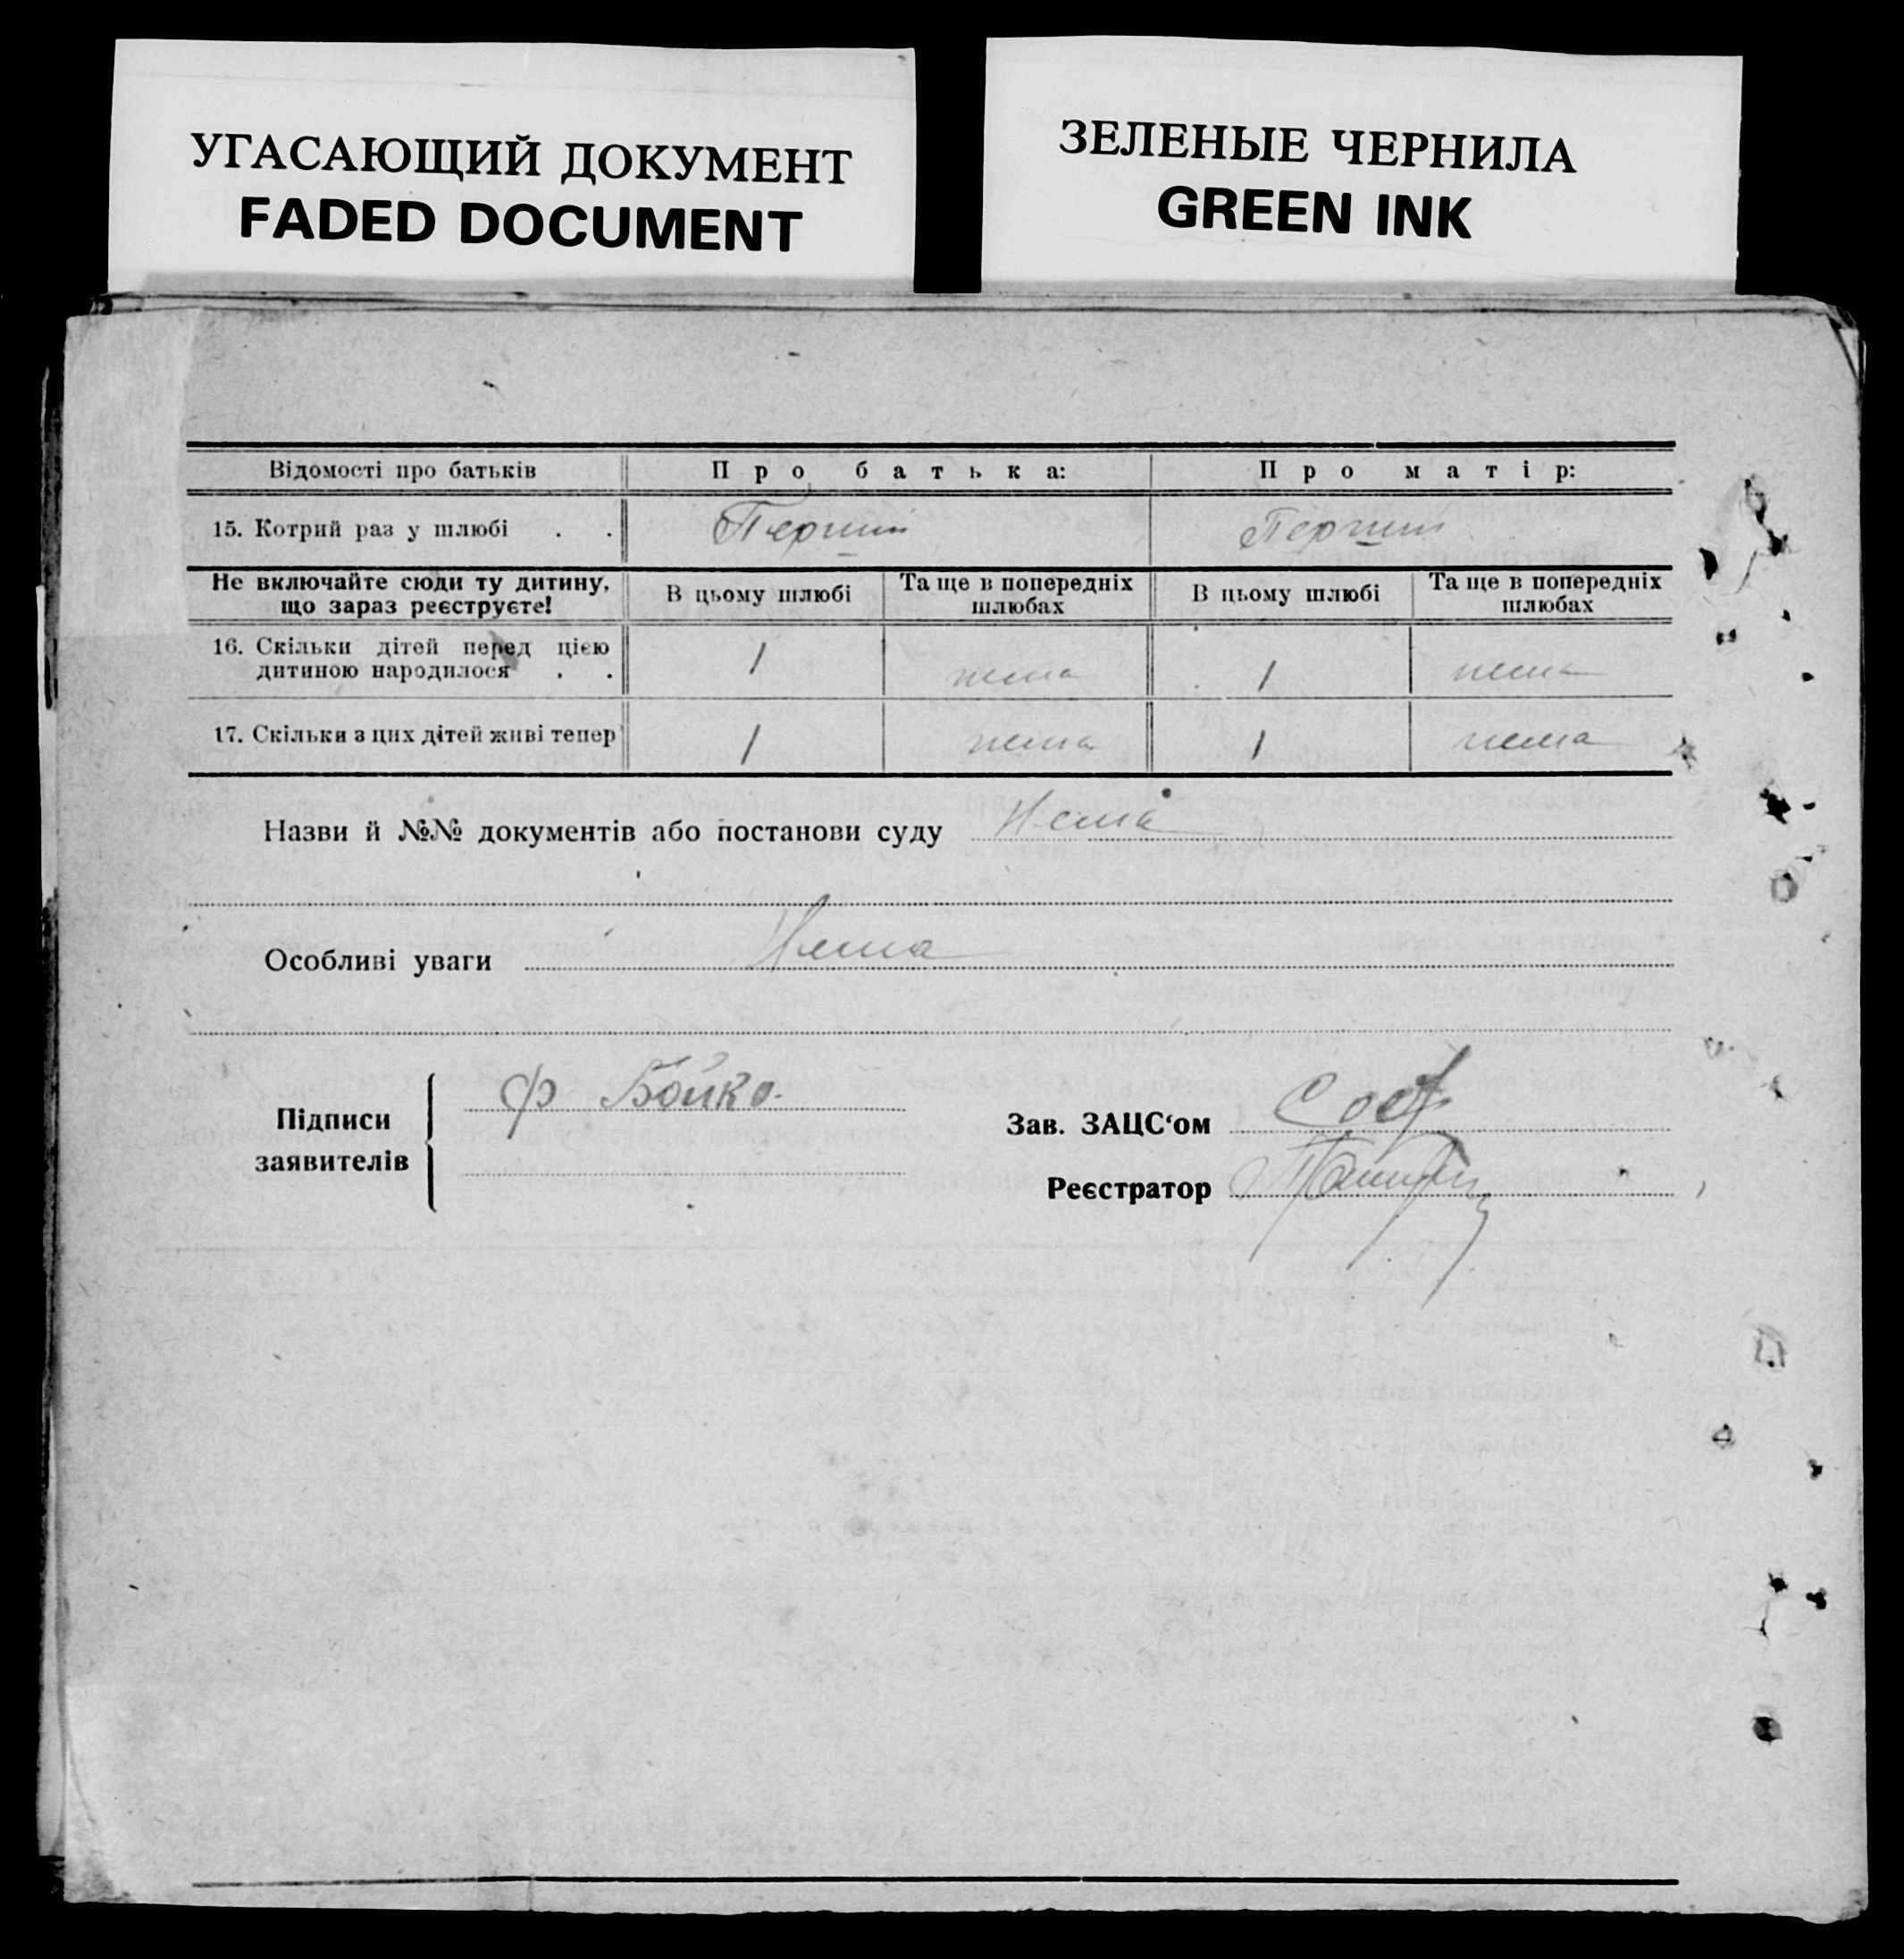 УГАСАЮЩИЙ ДОКУМЕНТ
FADED DOCUMENT
ЗЕЛЕНЫЕ ЧЕРНИЛА
GREEN INK
Відомості про батьків Про батька: Про матір:
15. Котрий раз у шлюбі . . Перший Перший
Не включайте сюди ту дитину, що зараз реєструєте! В цьому шлюбі Та ще в попередніх шлюбах В цьому шлюбі Та ще в попередніх шлюбах
16. Скільки дітей перед цією
дитиною народилося . . 1 нема 1 нема
17. Скільки з цих дітей живі тепер 1 нема 1 нема
Назви й №№ документів або постанови суду Нема
Особливі уваги Нема
Підписи заявителів Ф Бойко.
Зав. ЗАЦС‘ом
Реєстратор